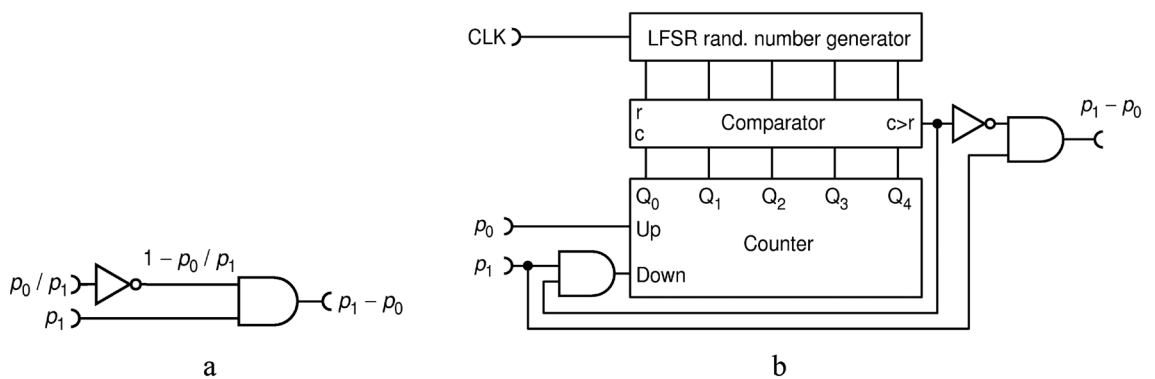 1 – p₀ / p₁
p₀ / p₁
p₁
p₁ – p₀
a
CLK
LFSR rand. number generator
r
c
Comparator
c>r
p₁ – p₀
Q₀ Q₁ Q₂ Q₃ Q₄
p₀
Up
Counter
p₁
Down
b